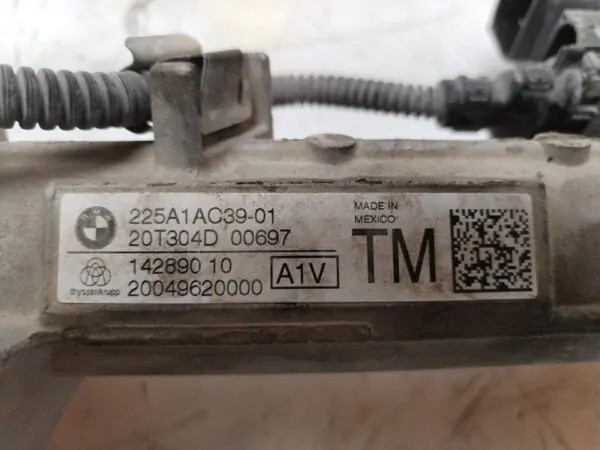 225A1AC39-01
20T304D 00697
MADE IN
MEXICO
TM
142890 10
A1V
20049620000
thyssenkrupp